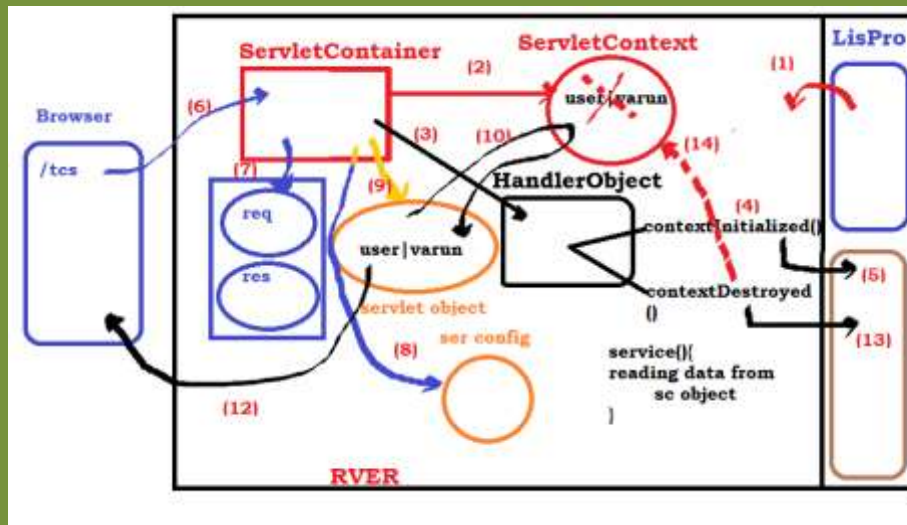 ServletContainer
ServletContext
LisPro
(1)
(2)
user|varun
(6)
Browser
(3)
(10)
/tcs
(7)
(9)
(14)
HandlerObject
req
(4)
contextInitialized()
user|varun
res
(5)
servlet object
contextDestroyed
()
ser config
(13)
(8)
service(){
reading data from
sc object
}
(12)
RVER